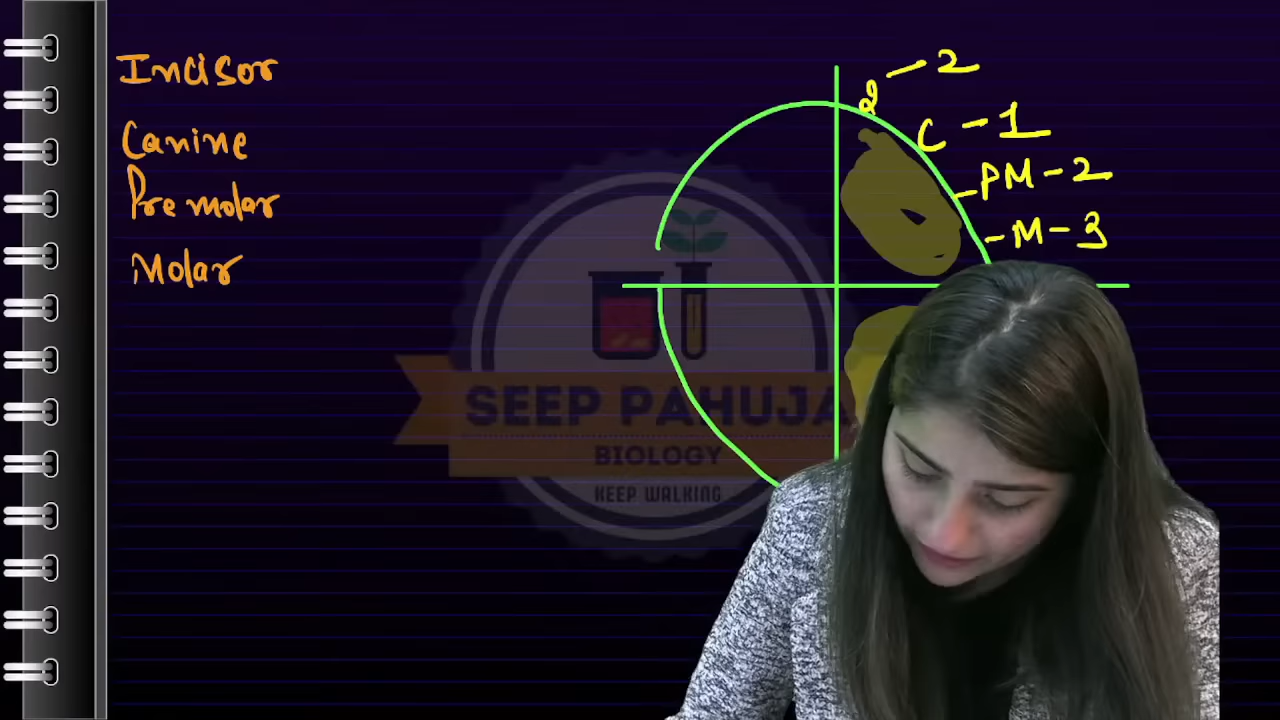 Incisor
Canine
Pre molar
Molar
I - 2
C - 1
- PM - 2
- M - 3
SEEP PAHUJA
BIOLOGY
KEEP WALKING